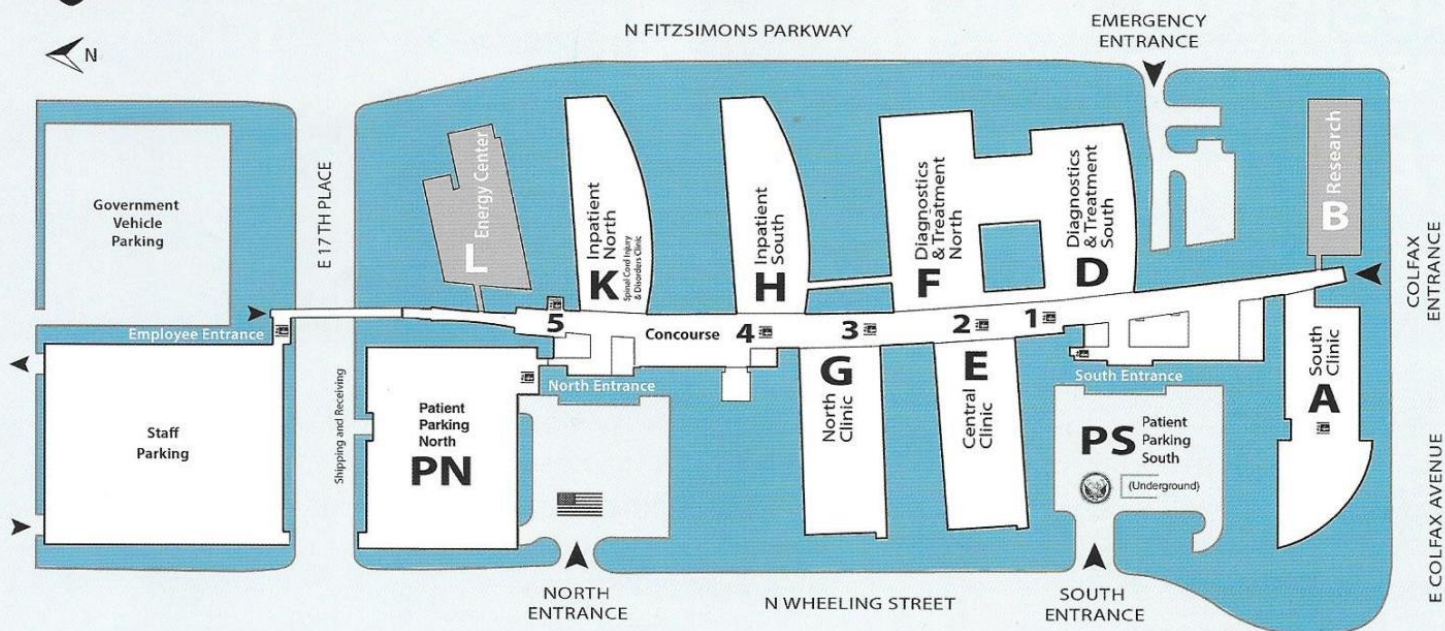 N
N FITZSIMONS PARKWAY
EMERGENCY
ENTRANCE
Government
Vehicle
Parking
E 17TH PLACE
L Energy Center
K
Inpatient
North
Spinal Cord Injury
& Disorders Clinic
H
Inpatient
South
F
Diagnostics
& Treatment
North
D
Diagnostics
& Treatment
South
B Research
COLFAX
ENTRANCE
Employee Entrance
5
Concourse
4
3
2
1
North Entrance
South Entrance
Staff
Parking
Shipping and Receiving
Patient
Parking
North
PN
G
North
Clinic
E
Central
Clinic
PS
Patient
Parking
South
(Underground)
A
South
Clinic
E COLFAX AVENUE
NORTH
ENTRANCE
N WHEELING STREET
SOUTH
ENTRANCE